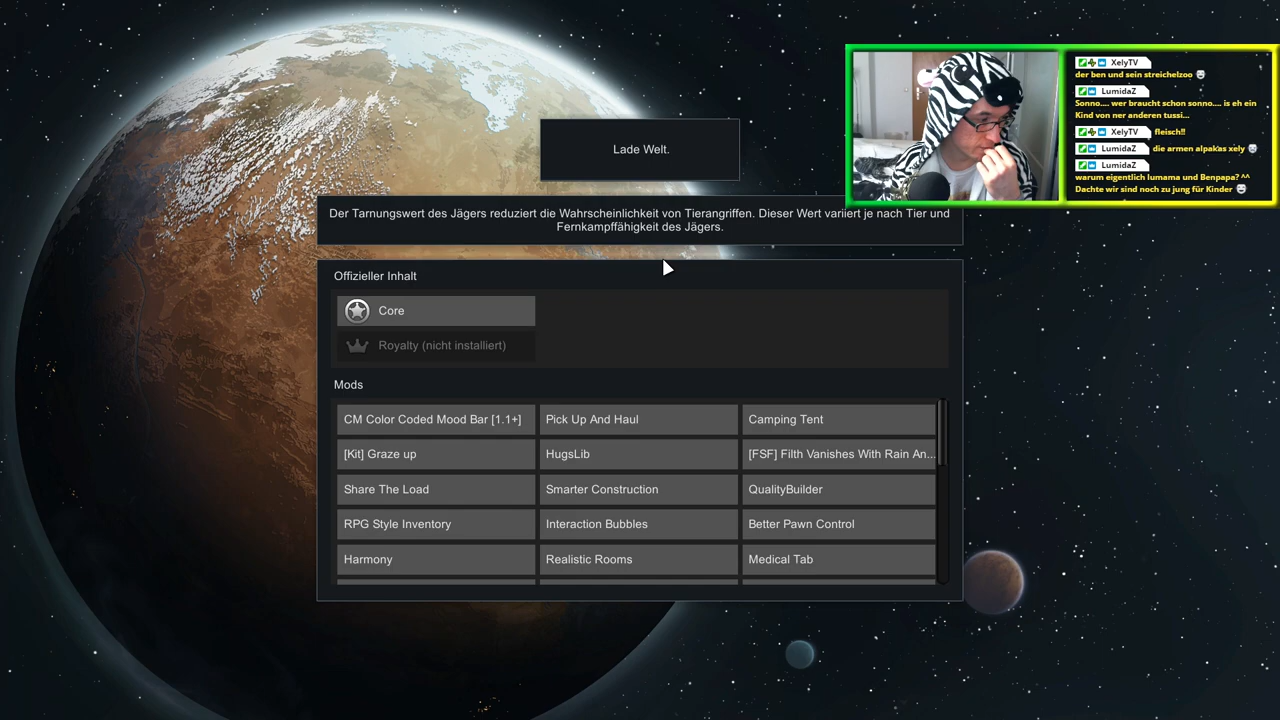 Lade Welt.
Der Tarnungswert des Jägers reduziert die Wahrscheinlichkeit von Tierangriffen. Dieser Wert variiert je nach Tier und
Fernkampffähigkeit des Jägers.
Offizieller Inhalt
Core
Royalty (nicht installiert)
Mods
CM Color Coded Mood Bar [1.1+]
Pick Up And Haul
Camping Tent
[Kit] Graze up
HugsLib
[FSF] Filth Vanishes With Rain An...
Share The Load
Smarter Construction
QualityBuilder
RPG Style Inventory
Interaction Bubbles
Better Pawn Control
Harmony
Realistic Rooms
Medical Tab
XelyTV
der ben und sein streichelzoo
LumidaZ
Sonno.... wer braucht schon sonno.... is eh ein
Kind von ner anderen tussi...
XelyTV fleisch!!
LumidaZ die armen alpakas xely
LumidaZ
warum eigentlich lumama und Benpapa? ^^
Dachte wir sind noch zu jung für Kinder